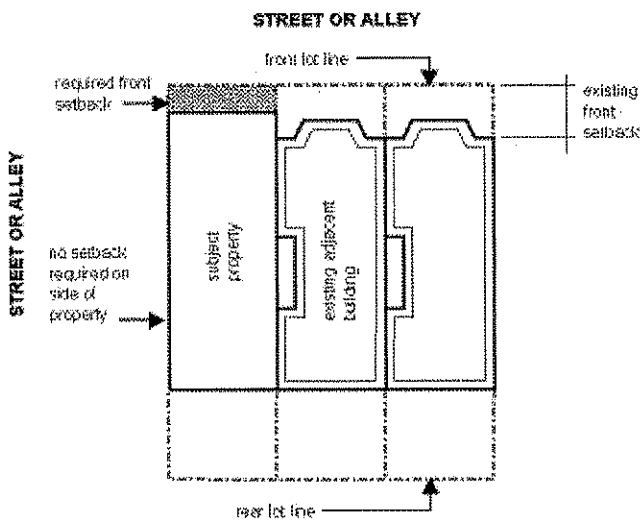 STREET OR ALLEY
front lot line
required front
setback
existing
front
setback
STREET OR ALLEY
no setback
required on
side of
property
subject
property
existing adjacent
building
rear lot line